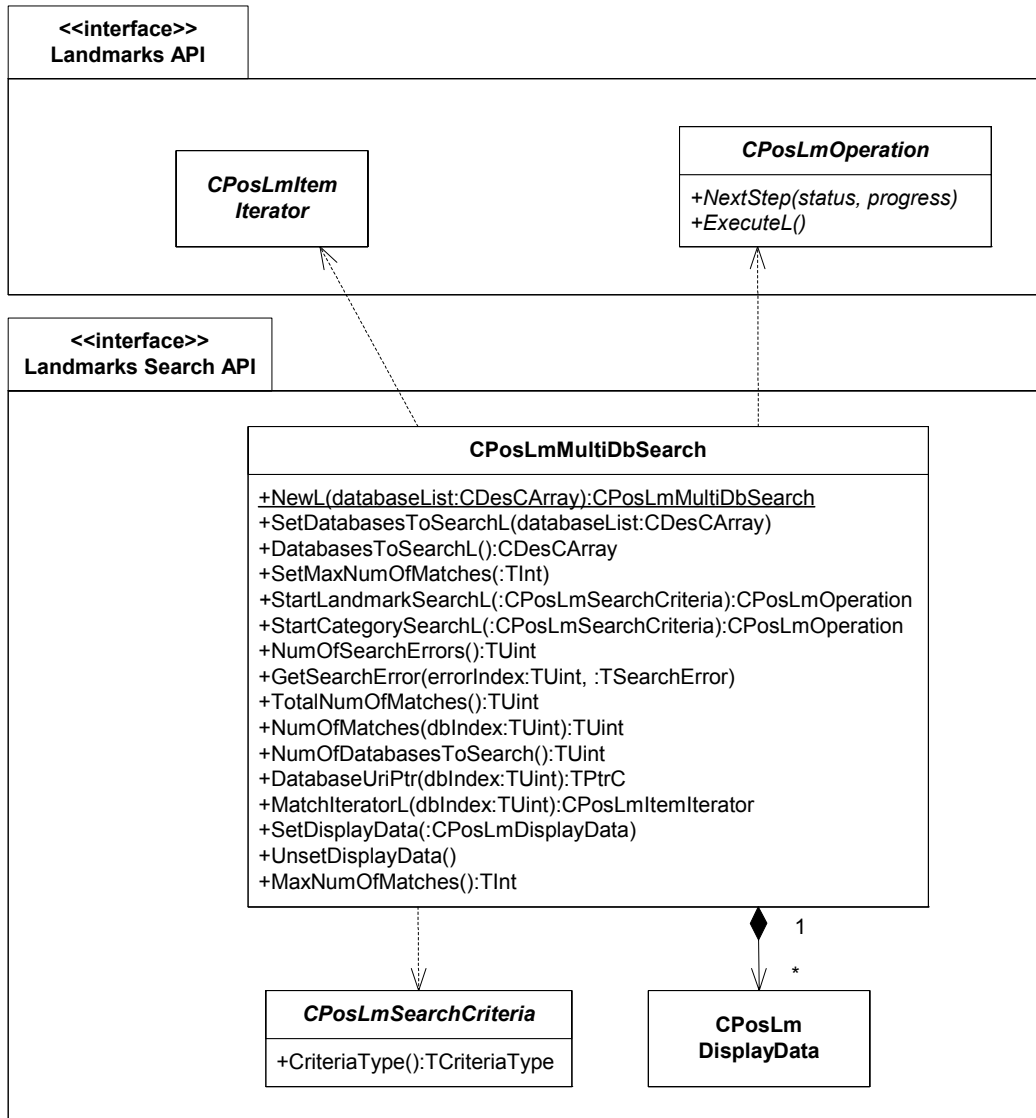 <<interface>>
Landmarks API
CPosLmItem
Iterator
CPosLmOperation
+NextStep(status, progress)
+ExecuteL()
<<interface>>
Landmarks Search API
CPosLmMultiDbSearch
+NewL(databaseList:CDesCArray):CPosLmMultiDbSearch
+SetDatabasesToSearchL(databaseList:CDesCArray)
+DatabasesToSearchL():CDesCArray
+SetMaxNumOfMatches(:TInt)
+StartLandmarkSearchL(:CPosLmSearchCriteria):CPosLmOperation
+StartCategorySearchL(:CPosLmSearchCriteria):CPosLmOperation
+NumOfSearchErrors():TUint
+GetSearchError(errorIndex:TUint, :TSearchError)
+TotalNumOfMatches():TUint
+NumOfMatches(dbIndex:TUint):TUint
+NumOfDatabasesToSearch():TUint
+DatabaseUriPtr(dbIndex:TUint):TPtrC
+MatchIteratorL(dbIndex:TUint):CPosLmItemIterator
+SetDisplayData(:CPosLmDisplayData)
+UnsetDisplayData()
+MaxNumOfMatches():TInt
1
*
CPosLmSearchCriteria
+CriteriaType():TCriteriaType
CPosLm
DisplayData